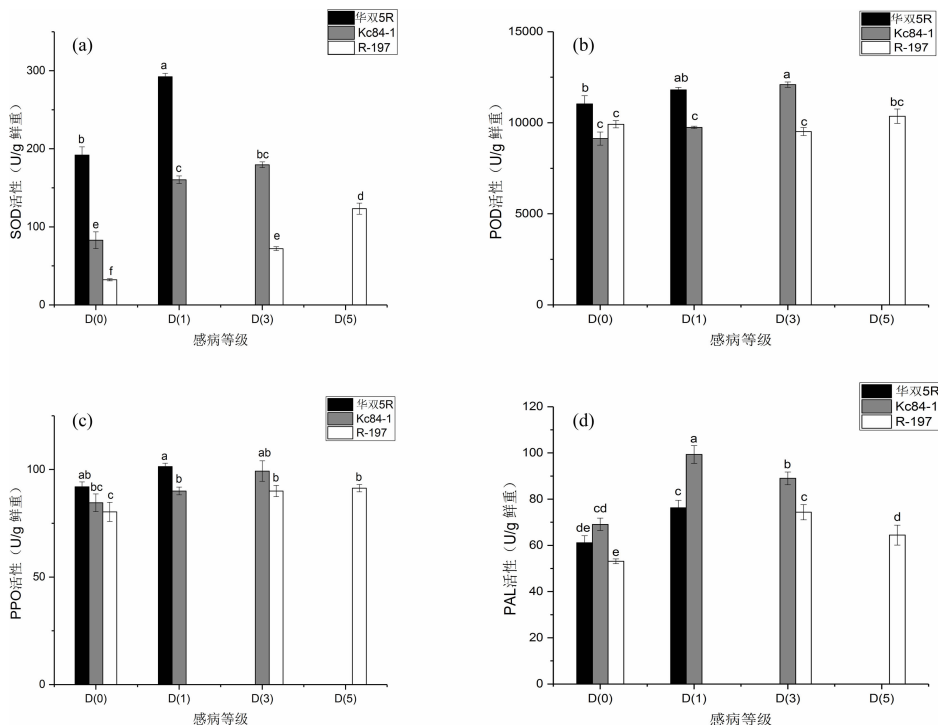 (a)
华双5R
Kc84-1
R-197
SOD活性（U/g 鲜重）
300
200
100
0
b
e
f
a
c
bc
e
d
D(0) D(1) D(3) D(5)
感病等级
(b)
华双5R
Kc84-1
R-197
POD活性（U/g 鲜重）
15000
10000
5000
0
b
c
c
ab
c
a
c
bc
D(0) D(1) D(3) D(5)
感病等级
(c)
华双5R
Kc84-1
R-197
PPO活性（U/g 鲜重）
100
50
0
ab
bc
c
a
b
ab
b
b
D(0) D(1) D(3) D(5)
感病等级
(d)
华双5R
Kc84-1
R-197
PAL活性（U/g 鲜重）
120
100
80
60
40
20
0
de
cd
e
c
a
b
c
d
D(0) D(1) D(3) D(5)
感病等级